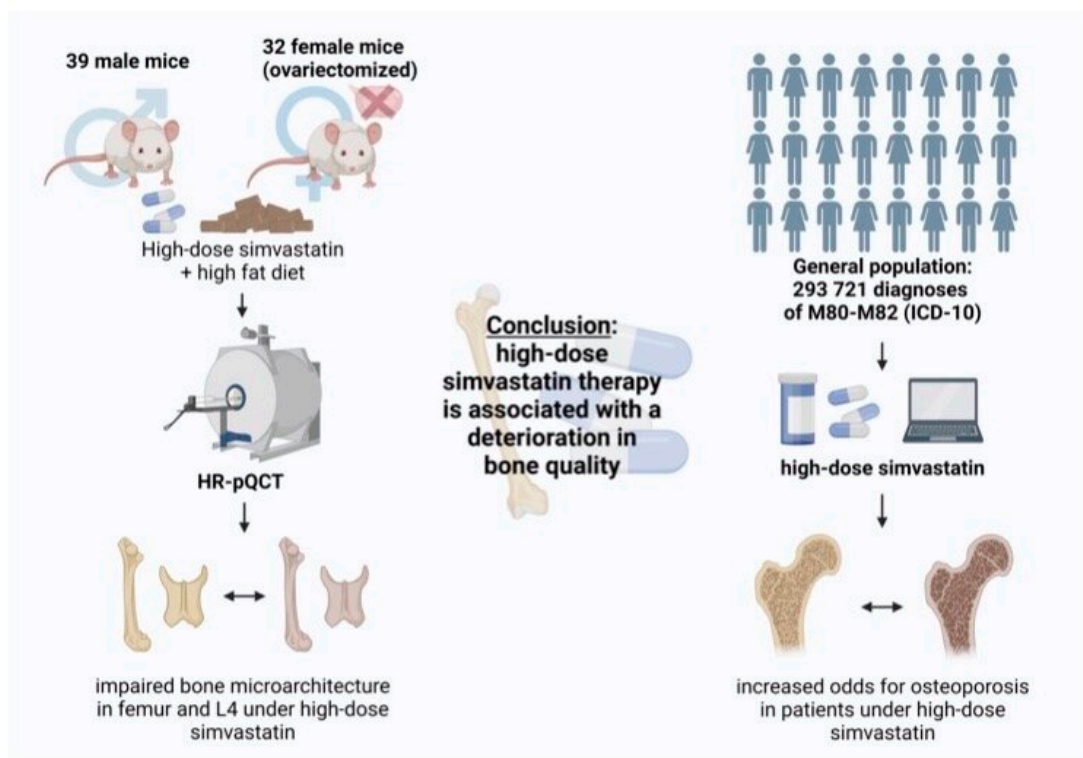 39 male mice
32 female mice
(ovariectomized)
High-dose simvastatin
+ high fat diet
HR-pQCT
impaired bone microarchitecture
in femur and L4 under high-dose
simvastatin
Conclusion:
high-dose
simvastatin therapy
is associated with a
deterioration in
bone quality
General population:
293 721 diagnoses
of M80-M82 (ICD-10)
high-dose simvastatin
increased odds for osteoporosis
in patients under high-dose
simvastatin